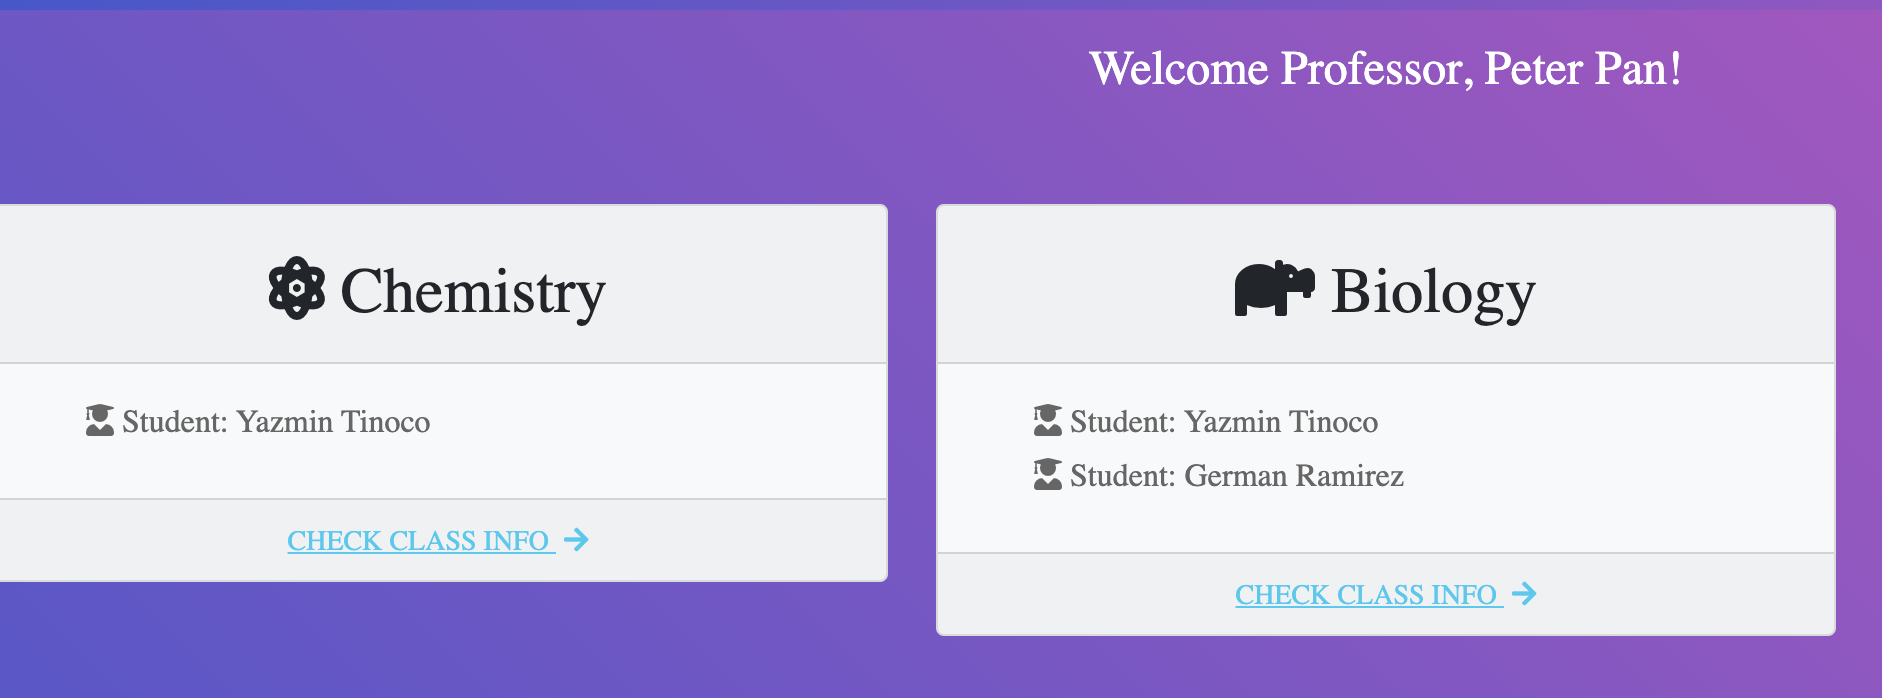 Welcome Professor, Peter Pan!
Chemistry
Student: Yazmin Tinoco
CHECK CLASS INFO
Biology
Student: Yazmin Tinoco
Student: German Ramirez
CHECK CLASS INFO